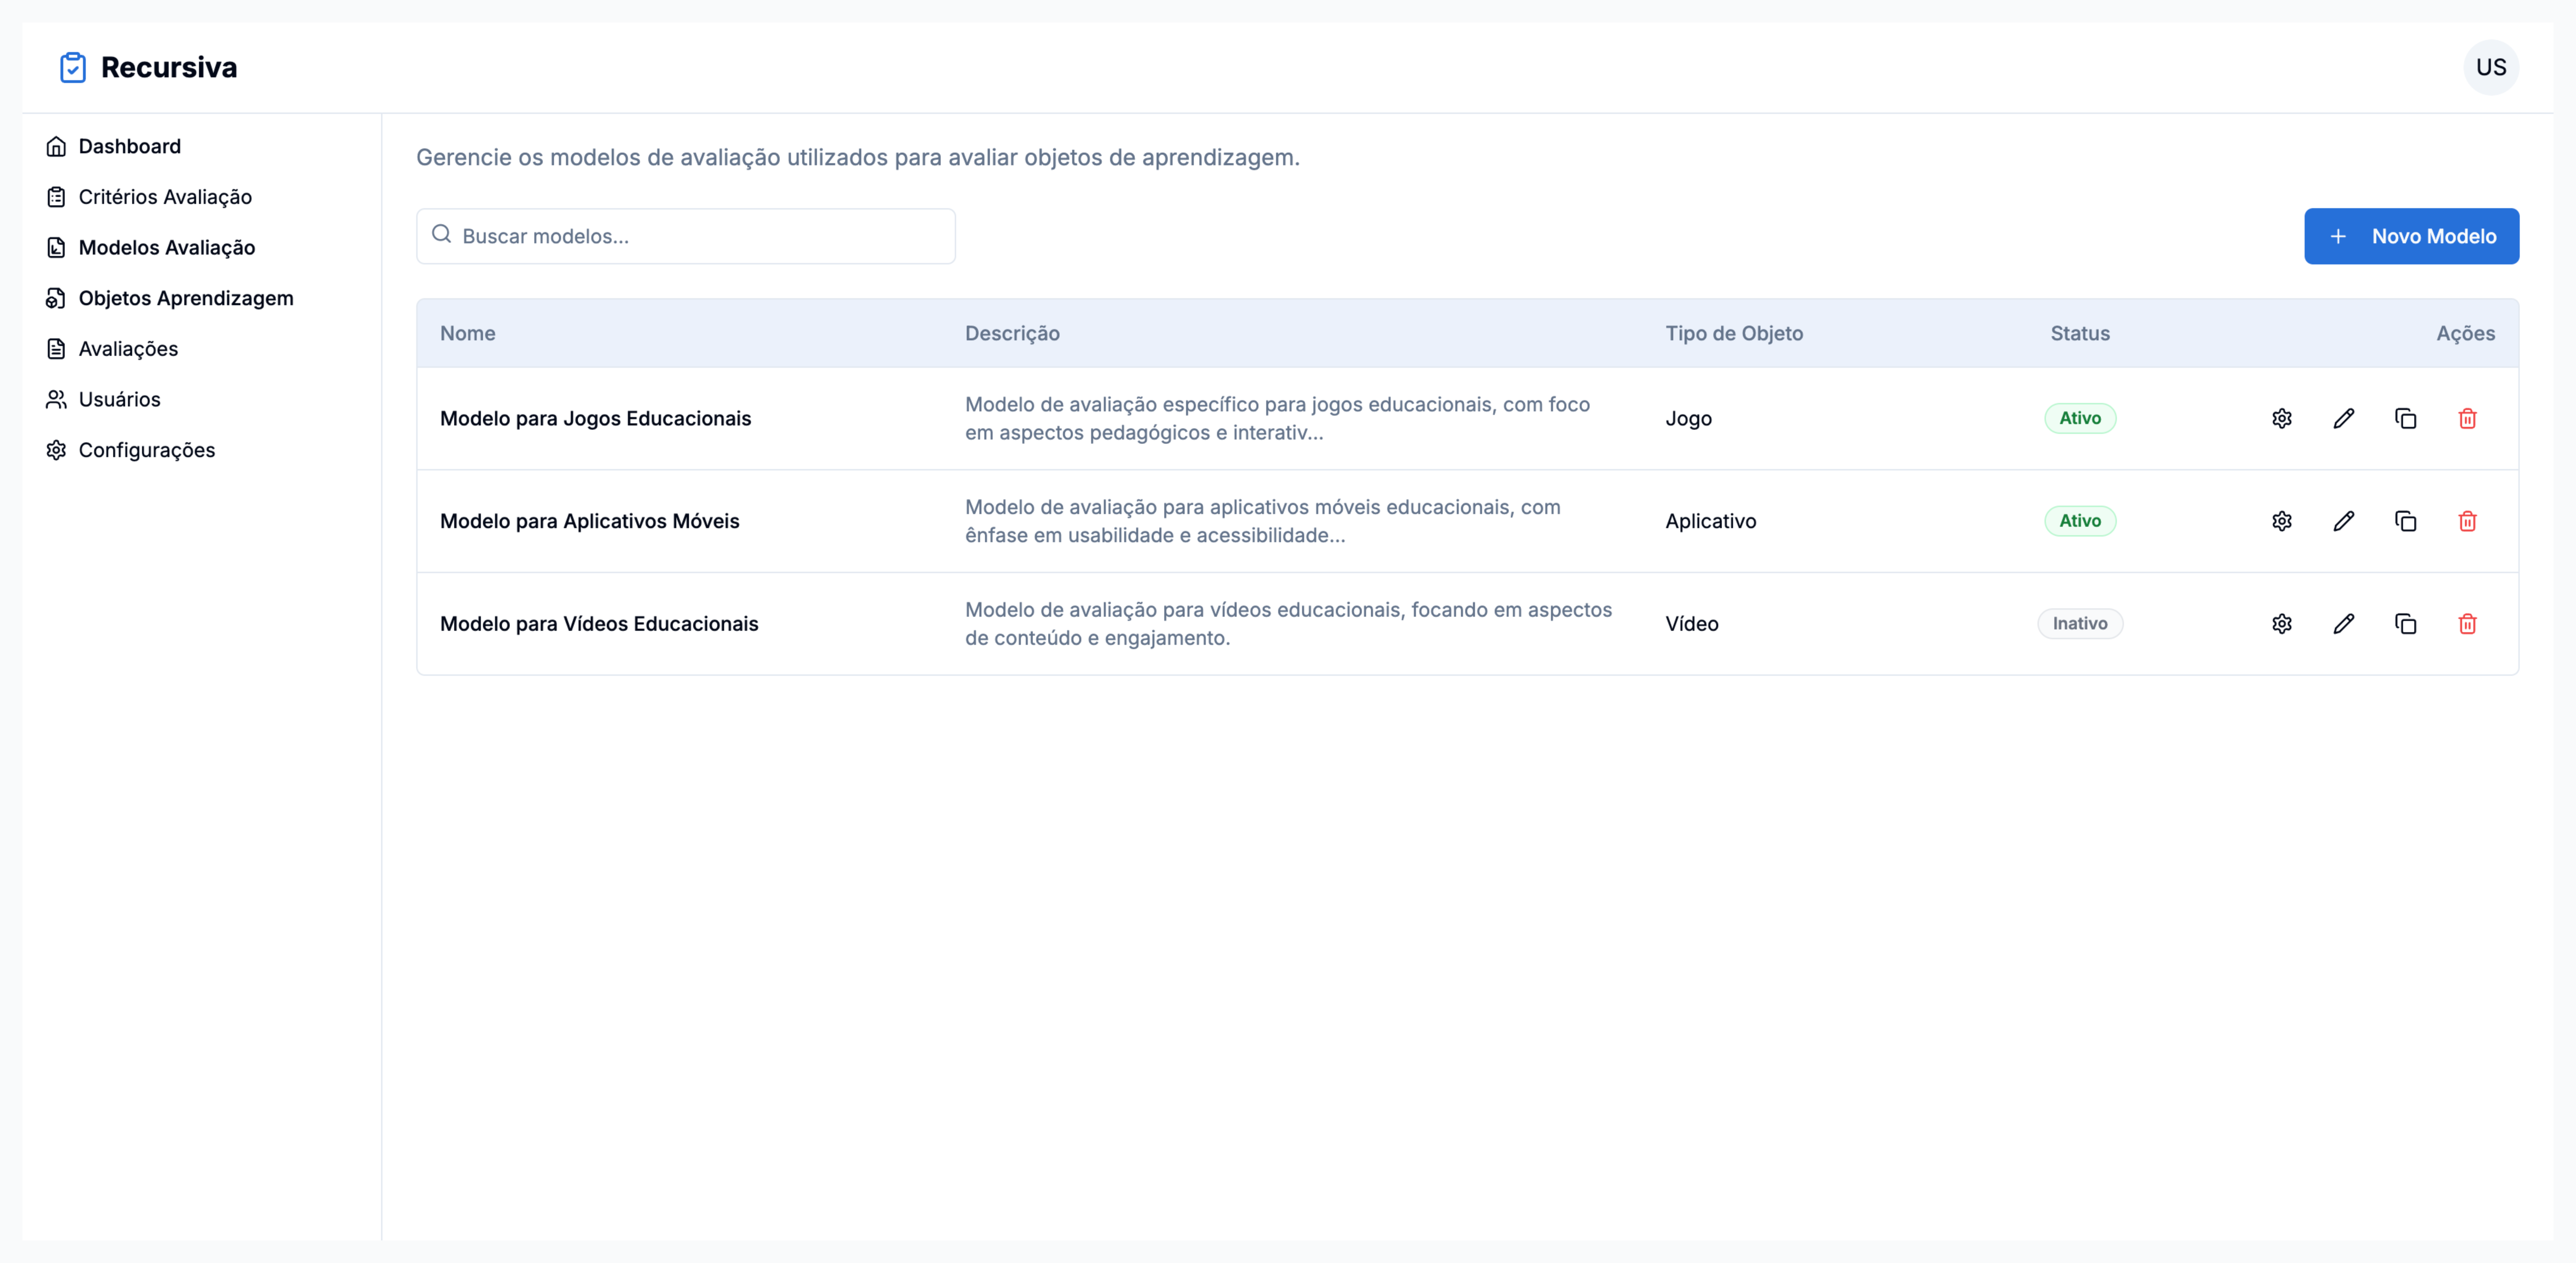 Recursiva
US
Dashboard
Critérios Avaliação
Modelos Avaliação
Objetos Aprendizagem
Avaliações
Usuários
Configurações
Gerencie os modelos de avaliação utilizados para avaliar objetos de aprendizagem.
Buscar modelos...
Novo Modelo
Nome Descrição Tipo de Objeto Status Ações
Modelo para Jogos Educacionais
Modelo de avaliação específico para jogos educacionais, com foco
em aspectos pedagógicos e interativ...
Jogo
Ativo
Modelo para Aplicativos Móveis
Modelo de avaliação para aplicativos móveis educacionais, com
ênfase em usabilidade e acessibilidade...
Aplicativo
Ativo
Modelo para Vídeos Educacionais
Modelo de avaliação para vídeos educacionais, focando em aspectos
de conteúdo e engajamento.
Vídeo
Inativo